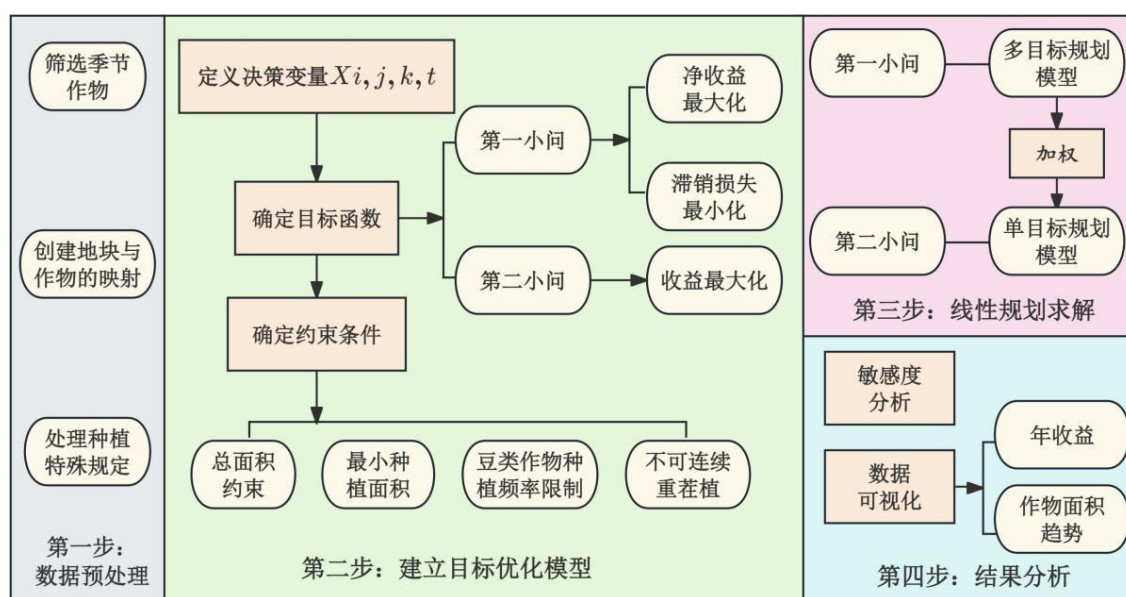 筛选季节
作物
创建地块与
作物的映射
处理种植
特殊规定
第一步：
数据预处理
定义决策变量Xi, j, k, t
确定目标函数
确定约束条件
第一小问
净收益
最大化
滞销损失
最小化
第二小问
收益最大化
总面积
约束
最小种
植面积
豆类作物种
植频率限制
不可连续
重茬植
第二步：建立目标优化模型
第一小问
多目标规划
模型
加权
第二小问
单目标规划
模型
第三步：线性规划求解
敏感度
分析
数据
可视化
年收益
作物面积
趋势
第四步：结果分析